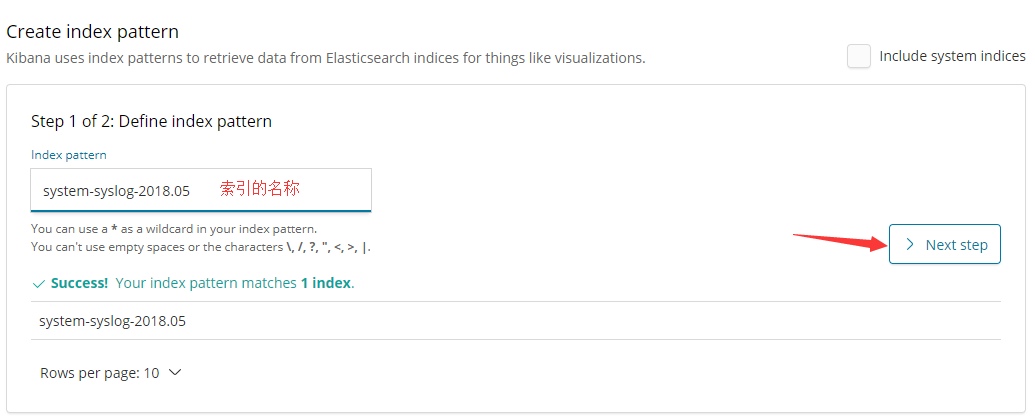 Create index pattern
Kibana uses index patterns to retrieve data from Elasticsearch indices for things like visualizations.
Include system indices
Step 1 of 2: Define index pattern
Index pattern
system-syslog-2018.05 索引的名称
You can use a * as a wildcard in your index pattern.
You can't use empty spaces or the characters \, /, ?, ", <, >, |.
Next step
Success! Your index pattern matches 1 index.
system-syslog-2018.05
Rows per page: 10